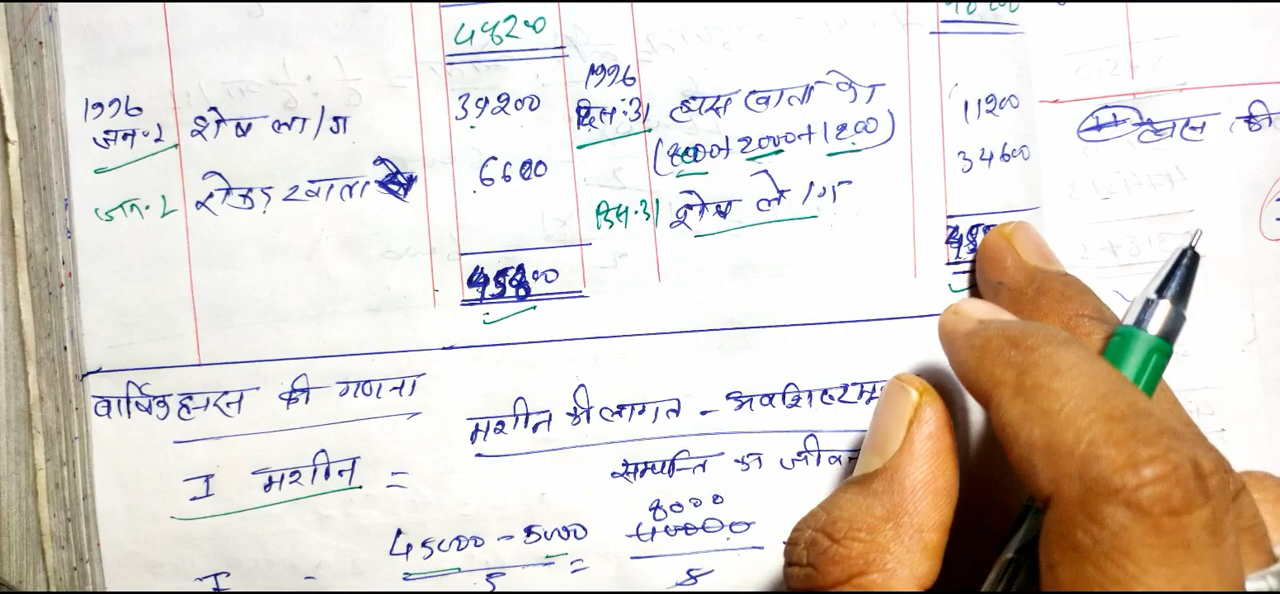 48200
1996
जन॰1 शेष ला/ग 39200
जन॰1 रोकड़ खाता 6600
45800
1996
दिस॰31 ह्रास खाता को 11200
(8000+2000+1200)
दिस॰31 शेष ले/ग 34600
ह्रास की
वार्षिक ह्रास की गणना
मशीन की लागत - अवशिष्ट
सम्पत्ति का जीवन
I मशीन =
45000-5000 = 40000
8000
5 5
I